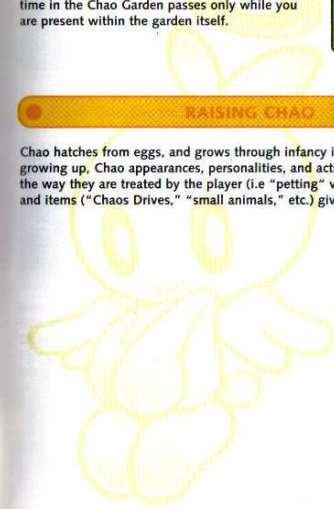 time in the Chao Garden passes only while you
are present within the garden itself.
RAISING CHAO
Chao hatches from eggs, and grows through infancy i
growing up, Chao appearances, personalities, and acti
the way they are treated by the player (i.e "petting" v
and items ("Chaos Drives," "small animals," etc.) giv